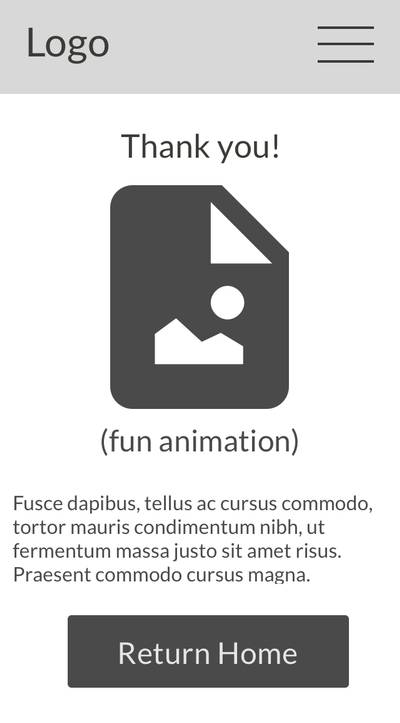 Logo
Thank you!
(fun animation)
Fusce dapibus, tellus ac cursus commodo,
tortor mauris condimentum nibh, ut
fermentum massa justo sit amet risus.
Praesent commodo cursus magna.
Return Home